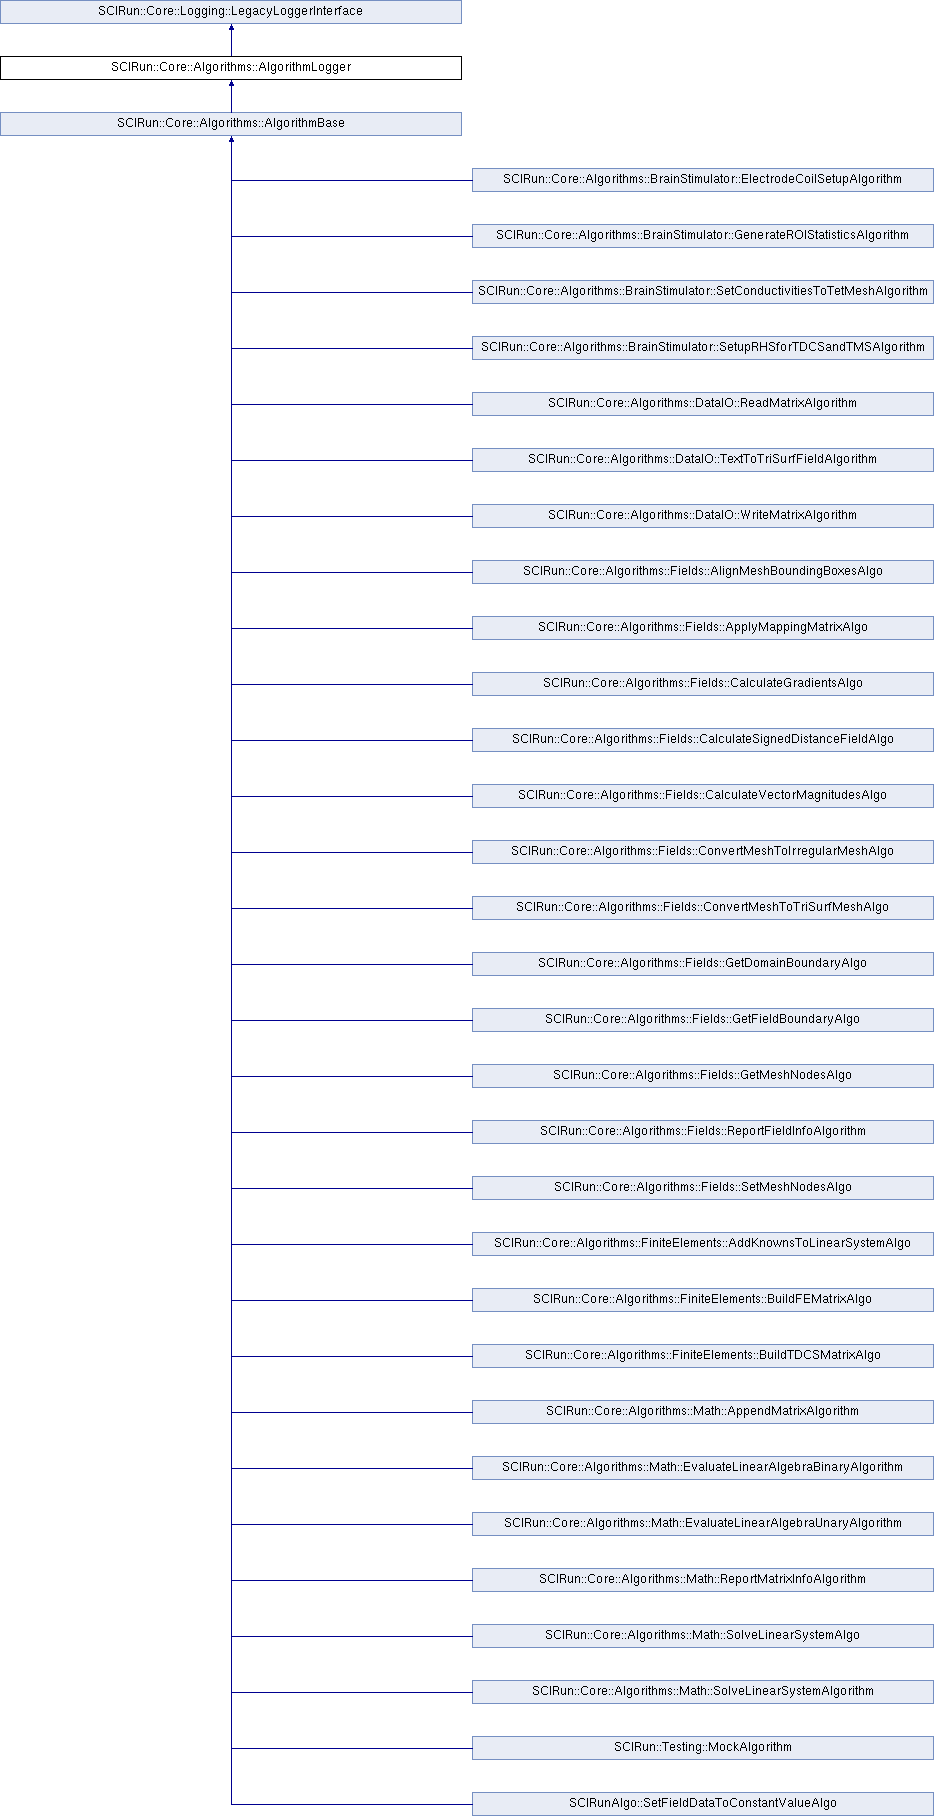 SCIRun::Core::Logging::LegacyLoggerInterface
SCIRun::Core::Algorithms::AlgorithmLogger
SCIRun::Core::Algorithms::AlgorithmBase
SCIRun::Core::Algorithms::BrainStimulator::ElectrodeCoilSetupAlgorithm
SCIRun::Core::Algorithms::BrainStimulator::GenerateROIStatisticsAlgorithm
SCIRun::Core::Algorithms::BrainStimulator::SetConductivitiesToTetMeshAlgorithm
SCIRun::Core::Algorithms::BrainStimulator::SetupRHSforTDCSandTMSAlgorithm
SCIRun::Core::Algorithms::DataIO::ReadMatrixAlgorithm
SCIRun::Core::Algorithms::DataIO::TextToTriSurfFieldAlgorithm
SCIRun::Core::Algorithms::DataIO::WriteMatrixAlgorithm
SCIRun::Core::Algorithms::Fields::AlignMeshBoundingBoxesAlgo
SCIRun::Core::Algorithms::Fields::ApplyMappingMatrixAlgo
SCIRun::Core::Algorithms::Fields::CalculateGradientsAlgo
SCIRun::Core::Algorithms::Fields::CalculateSignedDistanceFieldAlgo
SCIRun::Core::Algorithms::Fields::CalculateVectorMagnitudesAlgo
SCIRun::Core::Algorithms::Fields::ConvertMeshToIrregularMeshAlgo
SCIRun::Core::Algorithms::Fields::ConvertMeshToTriSurfMeshAlgo
SCIRun::Core::Algorithms::Fields::GetDomainBoundaryAlgo
SCIRun::Core::Algorithms::Fields::GetFieldBoundaryAlgo
SCIRun::Core::Algorithms::Fields::GetMeshNodesAlgo
SCIRun::Core::Algorithms::Fields::ReportFieldInfoAlgorithm
SCIRun::Core::Algorithms::Fields::SetMeshNodesAlgo
SCIRun::Core::Algorithms::FiniteElements::AddKnownsToLinearSystemAlgo
SCIRun::Core::Algorithms::FiniteElements::BuildFEMatrixAlgo
SCIRun::Core::Algorithms::FiniteElements::BuildTDCSMatrixAlgo
SCIRun::Core::Algorithms::Math::AppendMatrixAlgorithm
SCIRun::Core::Algorithms::Math::EvaluateLinearAlgebraBinaryAlgorithm
SCIRun::Core::Algorithms::Math::EvaluateLinearAlgebraUnaryAlgorithm
SCIRun::Core::Algorithms::Math::ReportMatrixInfoAlgorithm
SCIRun::Core::Algorithms::Math::SolveLinearSystemAlgo
SCIRun::Core::Algorithms::Math::SolveLinearSystemAlgorithm
SCIRun::Testing::MockAlgorithm
SCIRunAlgo::SetFieldDataToConstantValueAlgo